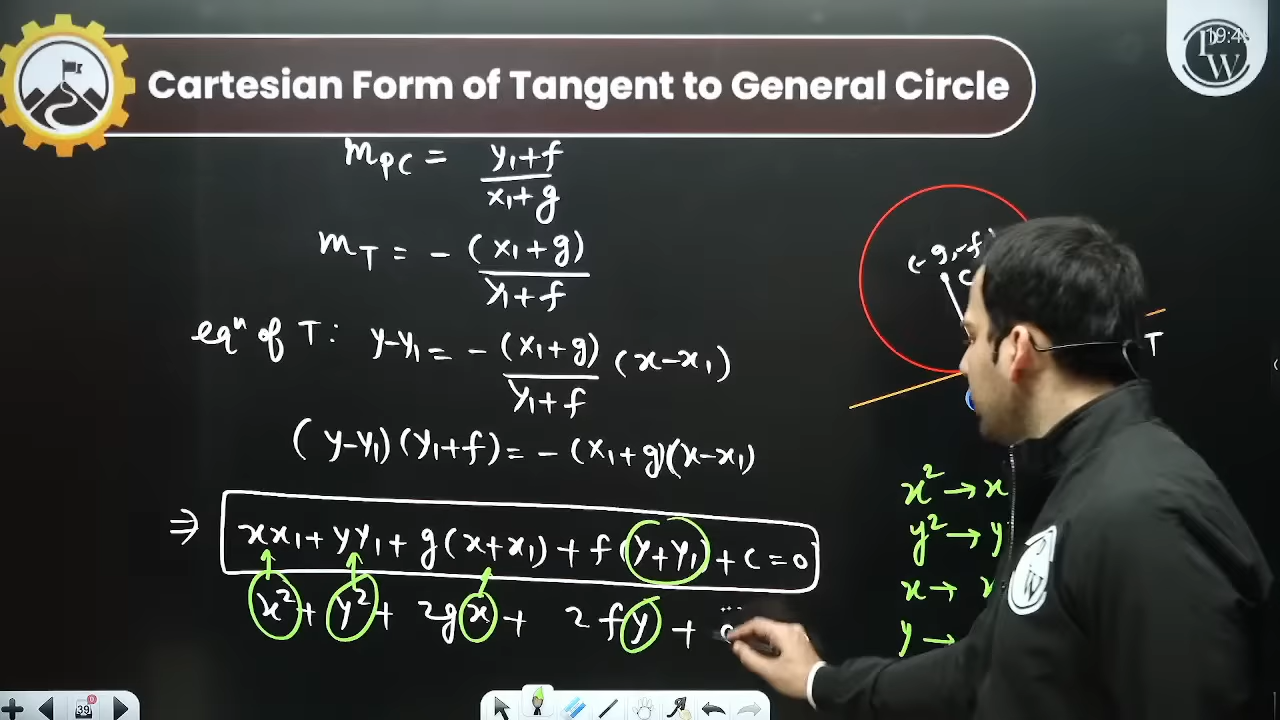 Cartesian Form of Tangent to General Circle
m_PC = (y₁+f)/(x₁+g)
m_T = - (x₁+g)/(y₁+f)
eqⁿ of T: y-y₁ = - (x₁+g)/(y₁+f) (x-x₁)
(y-y₁)(y₁+f) = -(x₁+g)(x-x₁)
⇒ xx₁ + yy₁ + g(x+x₁) + f(y+y₁) + c = 0
x² + y² + 2gx + 2fy +
(-g,-f)
C
T
x² → x
y² → y
x →
y →
W
W
39